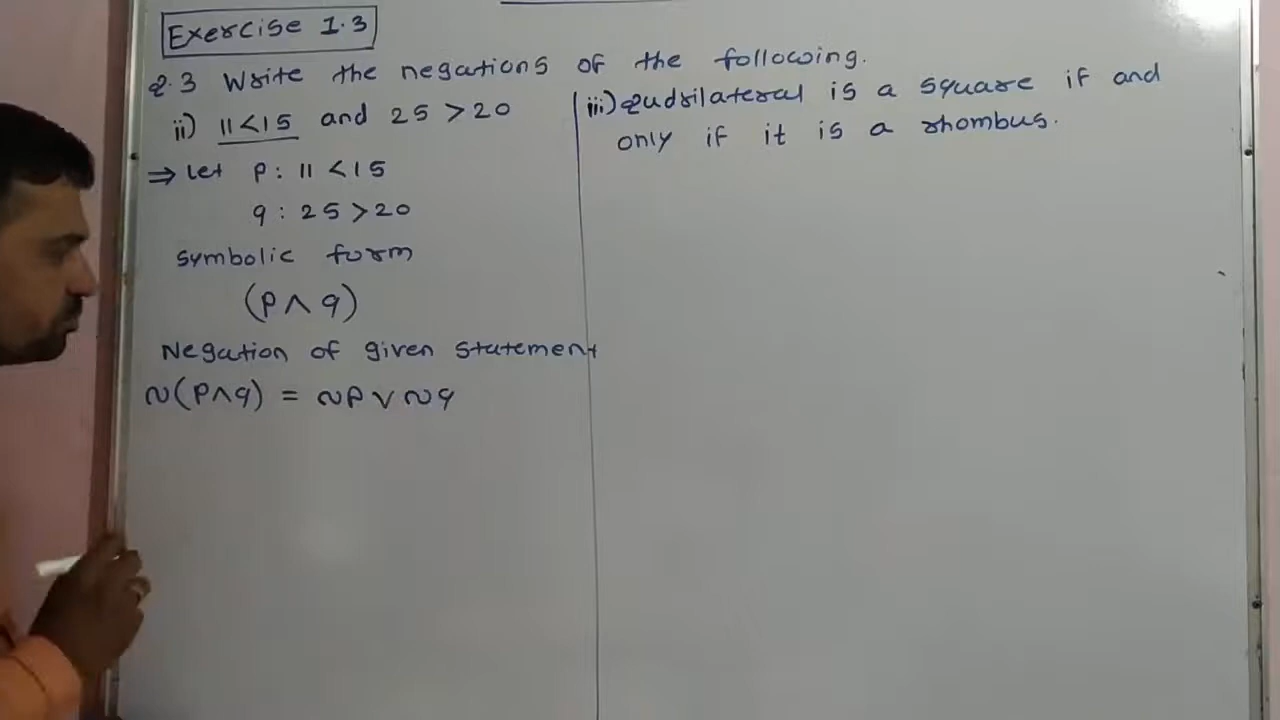 Exercise 1.3
Q.3 Write the negations of the following.
ii) 11 < 15 and 25 > 20
⇒ Let p : 11 < 15
q : 25 > 20
symbolic form
(p ∧ q)
Negation of given statement
~(p∧q) = ~p ∨ ~q
iii) Qudrilateral is a square if and
only if it is a rhombus.